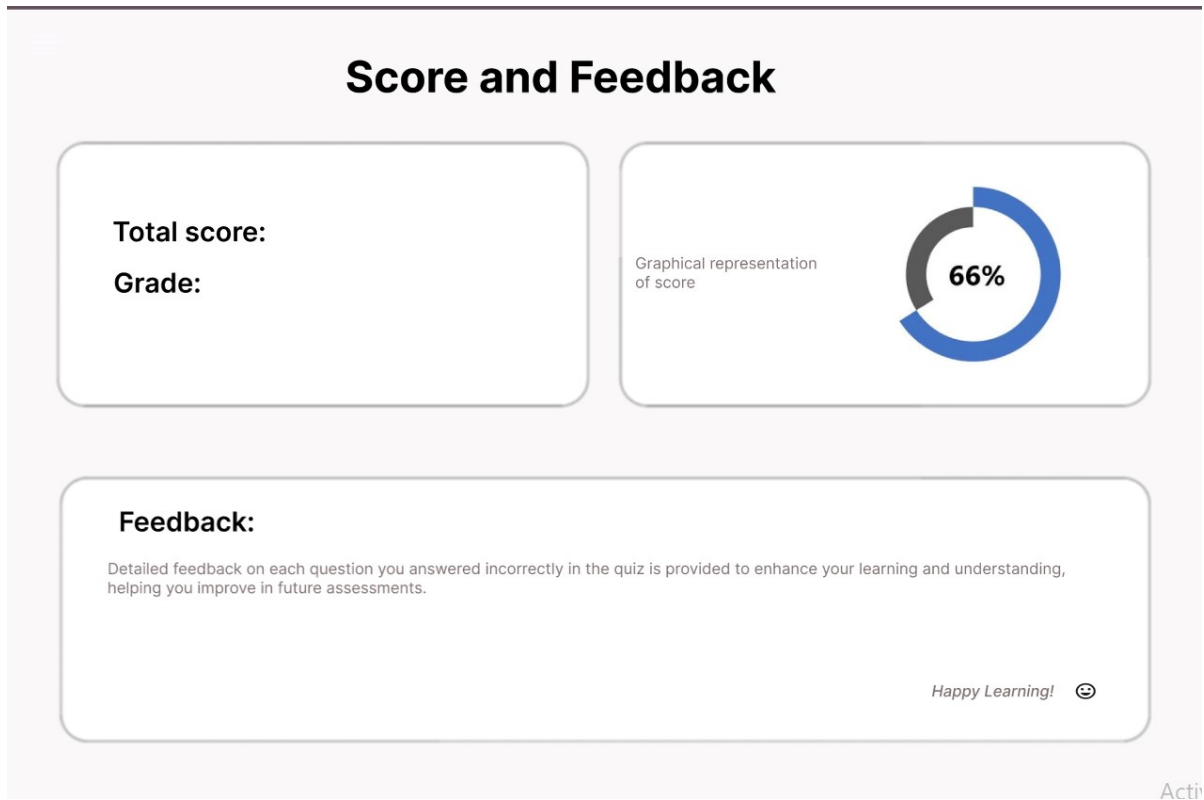 Score and Feedback
Total score:
Grade:
Graphical representation
of score
66%
Feedback:
Detailed feedback on each question you answered incorrectly in the quiz is provided to enhance your learning and understanding,
helping you improve in future assessments.
Happy Learning!